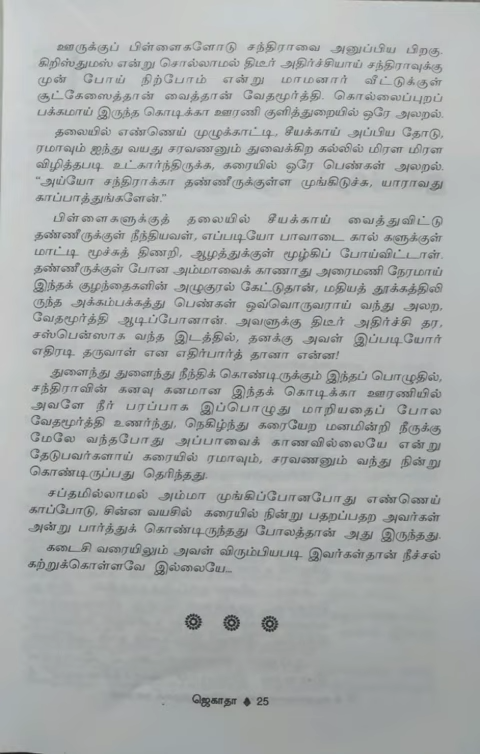 ஊருக்குப் பிள்ளைகளோடு சந்திராவை அனுப்பிய பிறகு.
கிறிஸ்துமஸ் என்று சொல்லாமல் திடீர் அதிர்ச்சியாய் சந்திராவுக்கு
முன் போய் நிற்போம் என்று மாமனார் வீட்டுக்குள்
சூட்கேஸைத்தான் வைத்தான் வேதமூர்த்தி. கொல்லைப்புறப்
பக்கமாய் இருந்த கொடிக்கா ஊரணி குளித்துறையில் ஒரே அலறல்.
தலையில் எண்ணெய் முழுக்காட்டி, சீயக்காய் அப்பிய தோடு,
ரமாவும் ஐந்து வயது சரவணனும் துவைக்கிற கல்லில் மிரள மிரள
விழித்தபடி உட்கார்ந்திருக்க, கரையில் ஒரே பெண்கள் அலறல்.
"அய்யோ சந்திராக்கா தண்ணீருக்குள்ள முங்கிடுச்சு, யாராவது
காப்பாத்துங்களேன்."
பிள்ளைகளுக்குத் தலையில் சீயக்காய் வைத்துவிட்டு
தண்ணீருக்குள் நீந்தியவள், எப்படியோ பாவாடை கால் களுக்குள்
மாட்டி மூச்சுத் திணறி, ஆழத்துக்குள் மூழ்கிப் போய்விட்டாள்.
தண்ணீருக்குள் போன அம்மாவைக் காணாது அரைமணி நேரமாய்
இந்தக் குழந்தைகளின் அழுகுரல் கேட்டுதான், மதியத் தூக்கத்திலி
ருந்த அக்கம்பக்கத்து பெண்கள் ஒவ்வொருவராய் வந்து அலற,
வேதமூர்த்தி ஆடிப்போனான். அவளுக்கு திடீர் அதிர்ச்சி தர,
சஸ்பென்ஸாக வந்த இடத்தில், தனக்கு அவள் இப்படியோர்
எதிரடி தருவாள் என எதிர்பார்த் தானா என்ன!
துளைந்து துளைந்து நீந்திக் கொண்டிருக்கும் இந்தப் பொழுதில்,
சந்திராவின் கனவு கனமான இந்தக் கொடிக்கா ஊரணியில்
அவளே நீர் பரப்பாக இப்பொழுது மாறியதைப் போல
வேதமூர்த்தி உணர்ந்து, நெகிழ்ந்து கரையேற மனமின்றி நீருக்கு
மேலே வந்தபோது அப்பாவைக் காணவில்லையே என்று
தேடுபவர்களாய் கரையில் ரமாவும், சரவணனும் வந்து நின்று
கொண்டிருப்பது தெரிந்தது.
சப்தமில்லாமல் அம்மா முங்கிப்போனபோது எண்ணெய்
காப்போடு, சின்ன வயசில் கரையில் நின்று பதறப்பதற அவர்கள்
அன்று பார்த்துக் கொண்டிருந்தது போலத்தான் அது இருந்தது.
கடைசி வரையிலும் அவள் விரும்பியபடி இவர்கள்தான் நீச்சல்
கற்றுக்கொள்ளவே இல்லையே...
ஜெகாதா ♠ 25